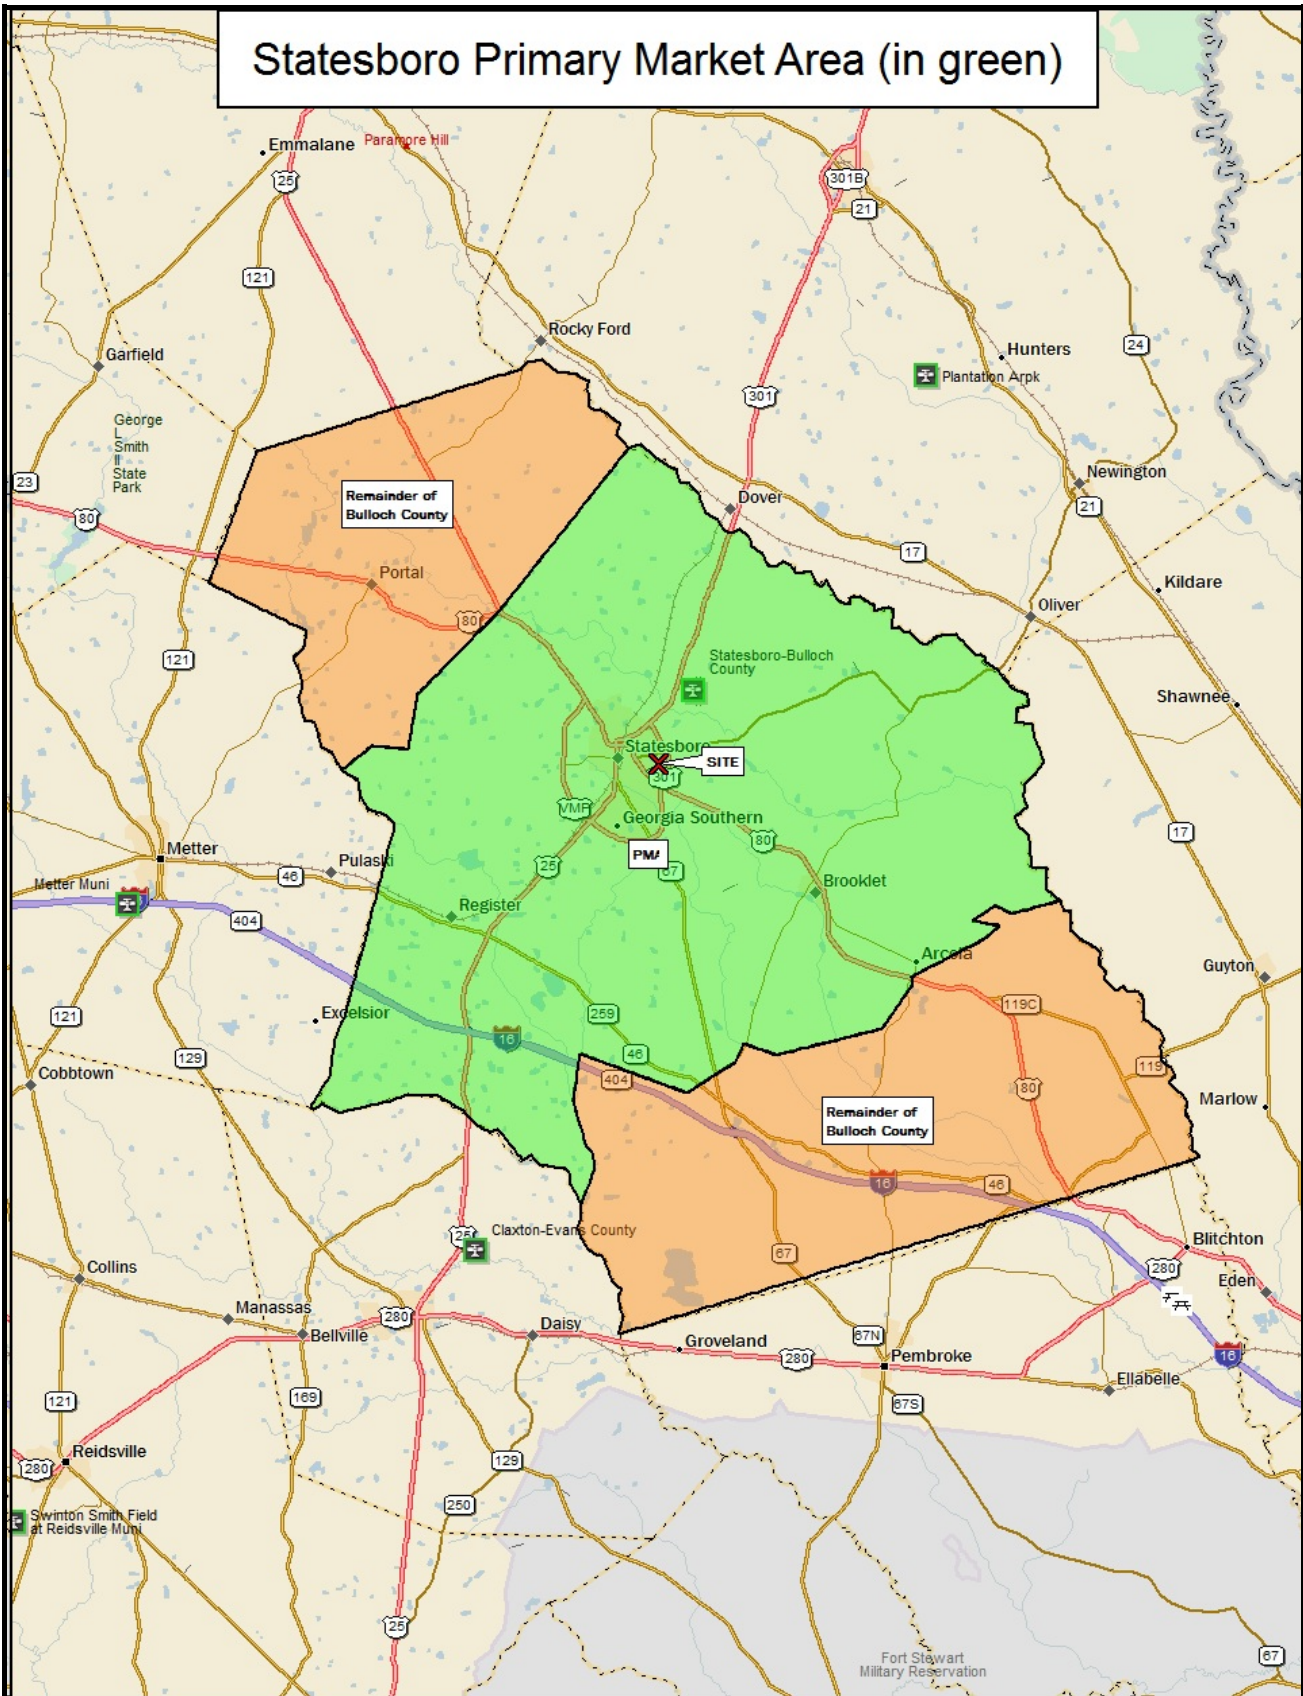 Statesboro Primary Market Area (in green)
Emmalane
Paramore Hill
25
301B
21
121
Rocky Ford
Hunters
24
Garfield
Plantation Arpk
301
George
L
Smith
II
State
Park
Newington
23
Remainder of
Bulloch County
Dover
21
80
17
Portal
Kildare
Oliver
80
121
Statesboro-Bulloch
County
Shawnee
Statesboro
SITE
301
VMP
Georgia Southern
17
80
Metter
PMA
Pulaski
25
67
46
Brooklet
Metter Muni
Register
404
Arcola
Guyton
Excelsior
259
119C
121
16
46
129
119
Cobbtown
404
80
Marlow
Remainder of
Bulloch County
16
46
Claxton-Evans County
25
67
Blitchton
Collins
280
Eden
Manassas
280
Daisy
Bellville
67N
Groveland
280
Pembroke
16
Ellabelle
169
121
67S
Reidsville
280
129
250
Swinton Smith Field
at Reidsville Muni
25
Fort Stewart
Military Reservation
67